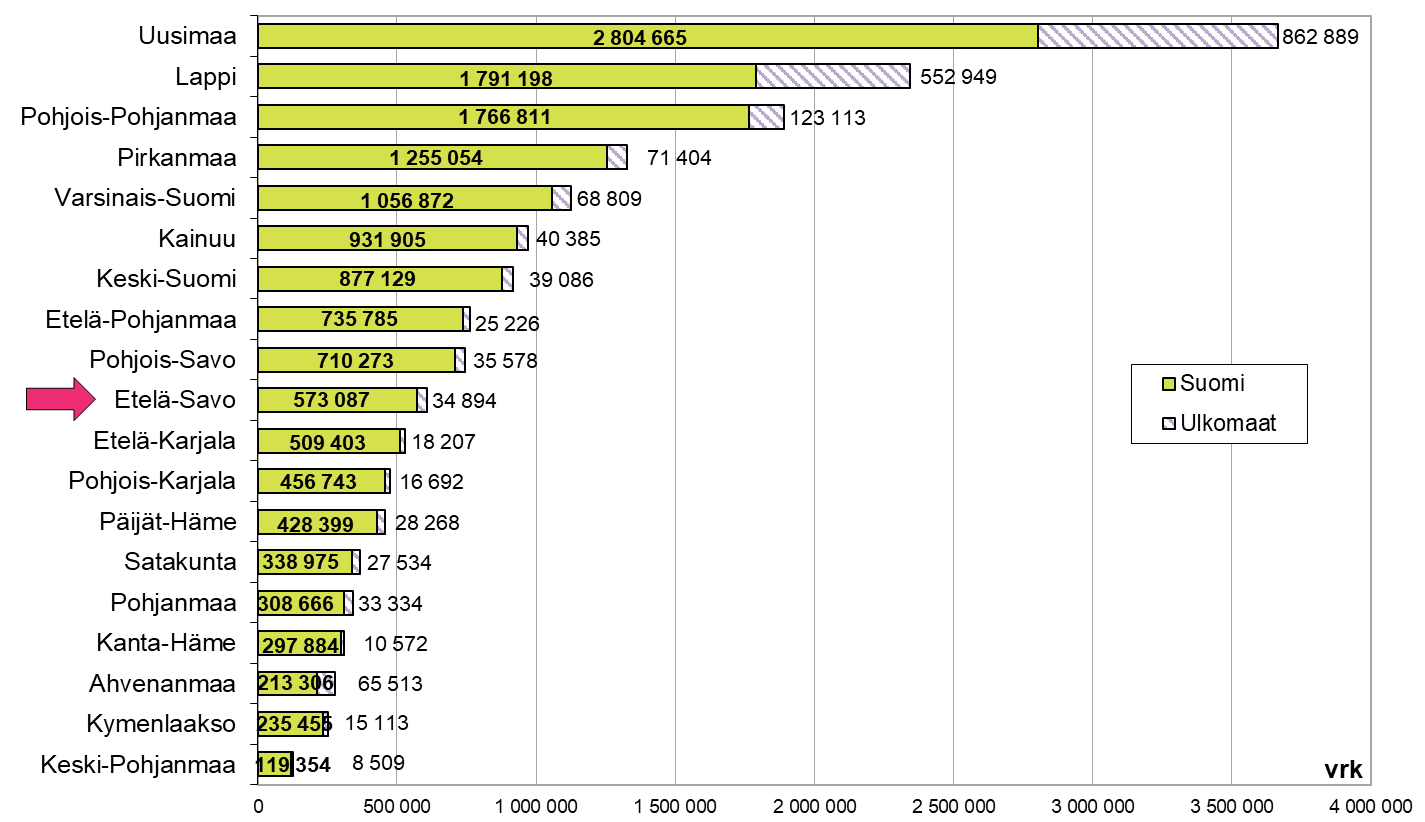 Uusimaa 2 804 665 862 889
Lappi 1 791 198 552 949
Pohjois-Pohjanmaa 1 766 811 123 113
Pirkanmaa 1 255 054 71 404
Varsinais-Suomi 1 056 872 68 809
Kainuu 931 905 40 385
Keski-Suomi 877 129 39 086
Etelä-Pohjanmaa 735 785 25 226
Pohjois-Savo 710 273 35 578
Etelä-Savo 573 087 34 894
Etelä-Karjala 509 403 18 207
Pohjois-Karjala 456 743 16 692
Päijät-Häme 428 399 28 268
Satakunta 338 975 27 534
Pohjanmaa 308 666 33 334
Kanta-Häme 297 884 10 572
Ahvenanmaa 213 306 65 513
Kymenlaakso 235 455 15 113
Keski-Pohjanmaa 119 354 8 509
Suomi
Ulkomaat
vrk
0 500 000 1 000 000 1 500 000 2 000 000 2 500 000 3 000 000 3 500 000 4 000 000